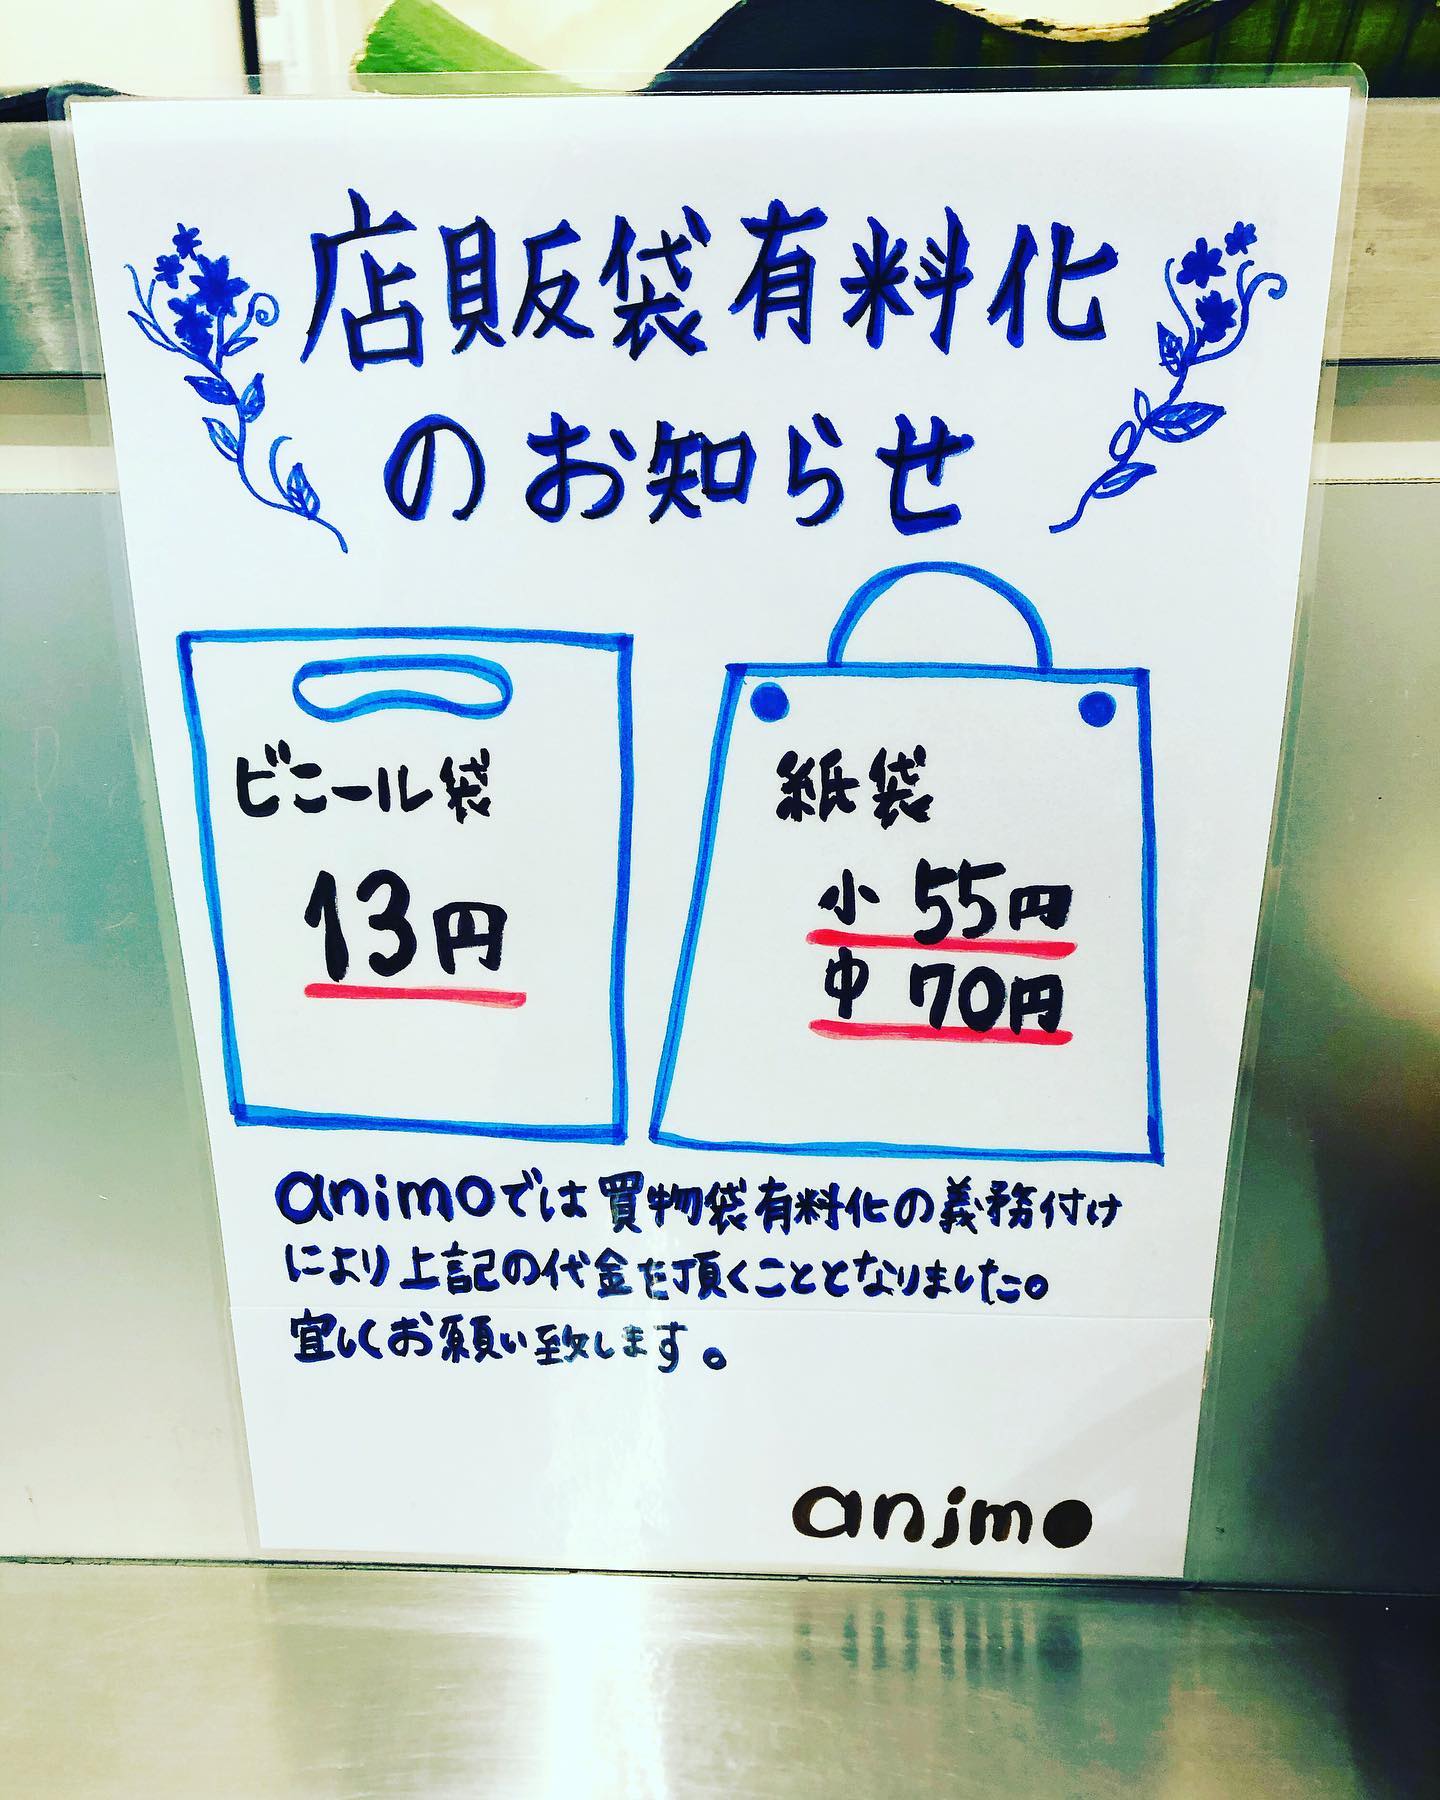 店販袋有料化
のお知らせ
ビニール袋
13円
紙袋
小 55円
中 70円
animoでは買物袋有料化の義務付け
により上記の代金を頂くこととなりました。
宜しくお願い致します。
animo